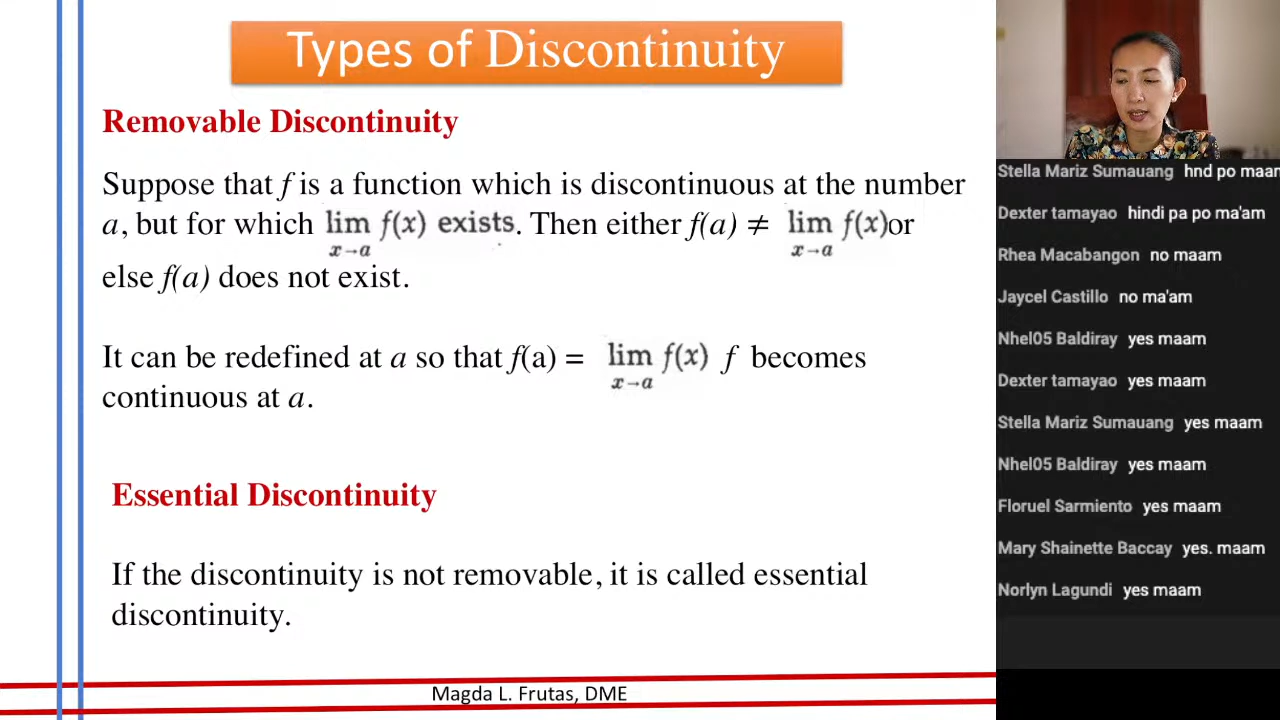 Types of Discontinuity
Removable Discontinuity
Suppose that f is a function which is discontinuous at the number
a, but for which lim x→a f(x) exists. Then either f(a) ≠ lim x→a f(x) or
else f(a) does not exist.
It can be redefined at a so that f(a) = lim x→a f(x) f becomes
continuous at a.
Essential Discontinuity
If the discontinuity is not removable, it is called essential
discontinuity.
Magda L. Frutas, DME
Stella Mariz Sumauang hnd po maam
Dexter tamayao hindi pa po ma'am
Rhea Macabangon no maam
Jaycel Castillo no ma'am
Nhel05 Baldiray yes maam
Dexter tamayao yes maam
Stella Mariz Sumauang yes maam
Nhel05 Baldiray yes maam
Floruel Sarmiento yes maam
Mary Shainette Baccay yes. maam
Norlyn Lagundi yes maam